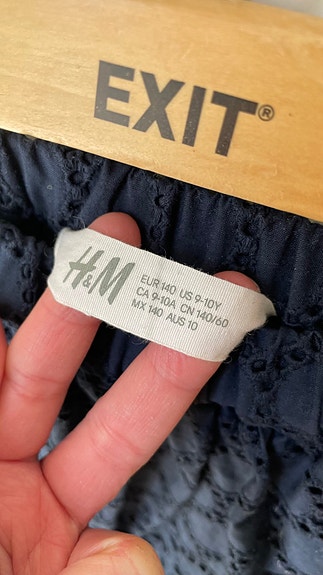 EXIT®
H&M
EUR 140 US 9-10Y
CA 9-10A CN 140/60
MX 140 AUS 10